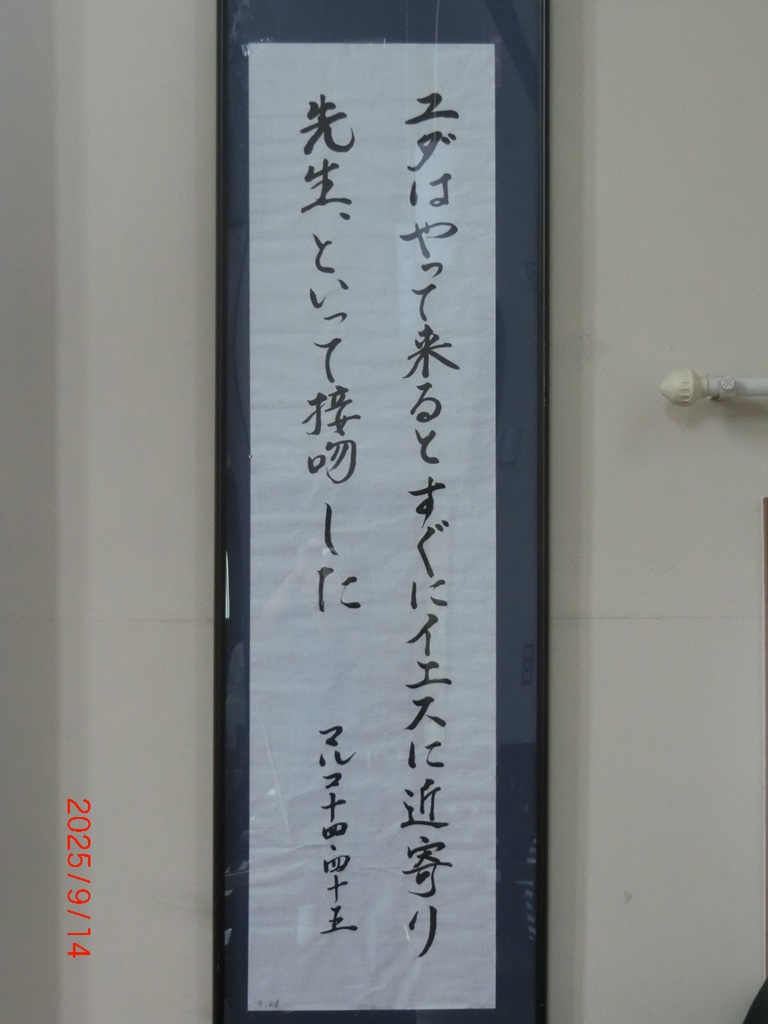 ユダはやって来るとすぐにイエスに近寄り
先生、といって接吻した
マルコ十四・四十五
2025/9/14